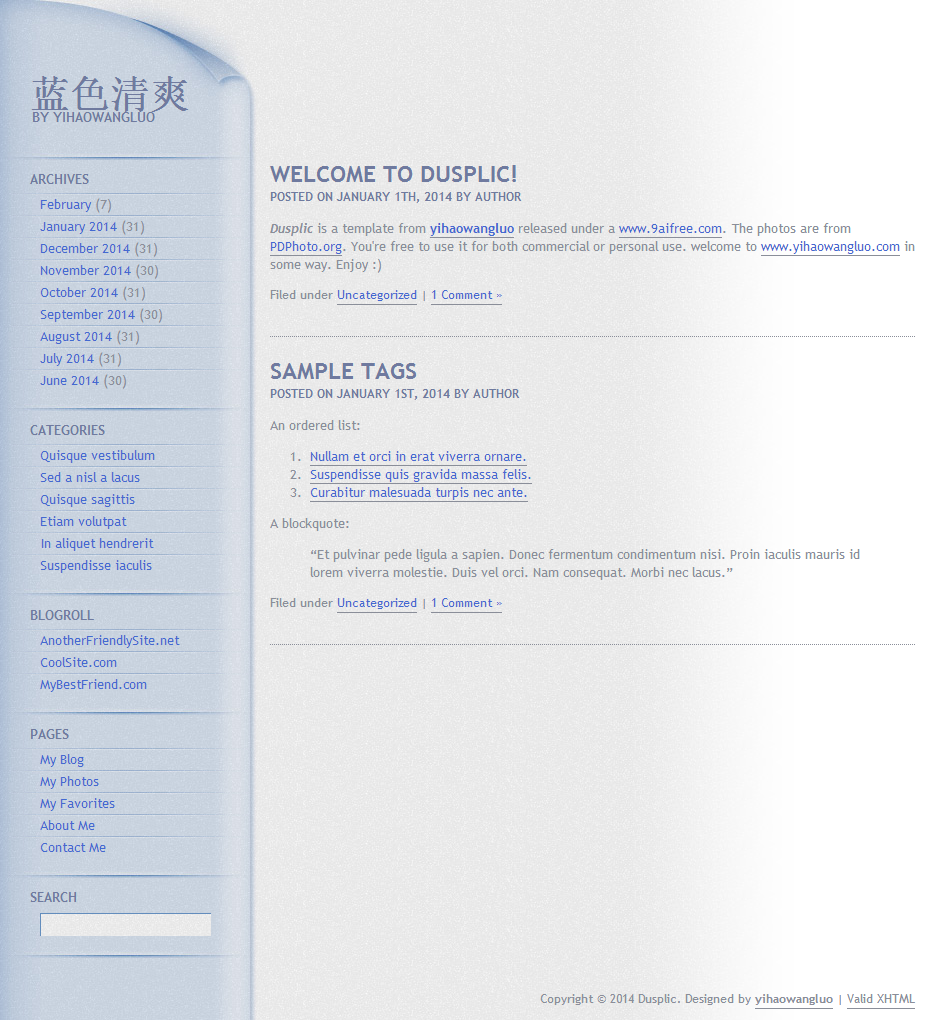 蓝色清爽
BY YIHAOWANGLUO
ARCHIVES
February (7)
January 2014 (31)
December 2014 (31)
November 2014 (30)
October 2014 (31)
September 2014 (30)
August 2014 (31)
July 2014 (31)
June 2014 (30)
CATEGORIES
Quisque vestibulum
Sed a nisl a lacus
Quisque sagittis
Etiam volutpat
In aliquet hendrerit
Suspendisse iaculis
BLOGROLL
AnotherFriendlySite.net
CoolSite.com
MyBestFriend.com
PAGES
My Blog
My Photos
My Favorites
About Me
Contact Me
SEARCH
WELCOME TO DUSPLIC!
POSTED ON JANUARY 1TH, 2014 BY AUTHOR
Dusplic is a template from yihaowangluo released under a www.9aifree.com. The photos are from
PDPhoto.org. You're free to use it for both commercial or personal use. welcome to www.yihaowangluo.com in
some way. Enjoy :)
Filed under Uncategorized | 1 Comment »
SAMPLE TAGS
POSTED ON JANUARY 1ST, 2014 BY AUTHOR
An ordered list:
1. Nullam et orci in erat viverra ornare.
2. Suspendisse quis gravida massa felis.
3. Curabitur malesuada turpis nec ante.
A blockquote:
“Et pulvinar pede ligula a sapien. Donec fermentum condimentum nisi. Proin iaculis mauris id
lorem viverra molestie. Duis vel orci. Nam consequat. Morbi nec lacus.”
Filed under Uncategorized | 1 Comment »
Copyright © 2014 Dusplic. Designed by yihaowangluo | Valid XHTML